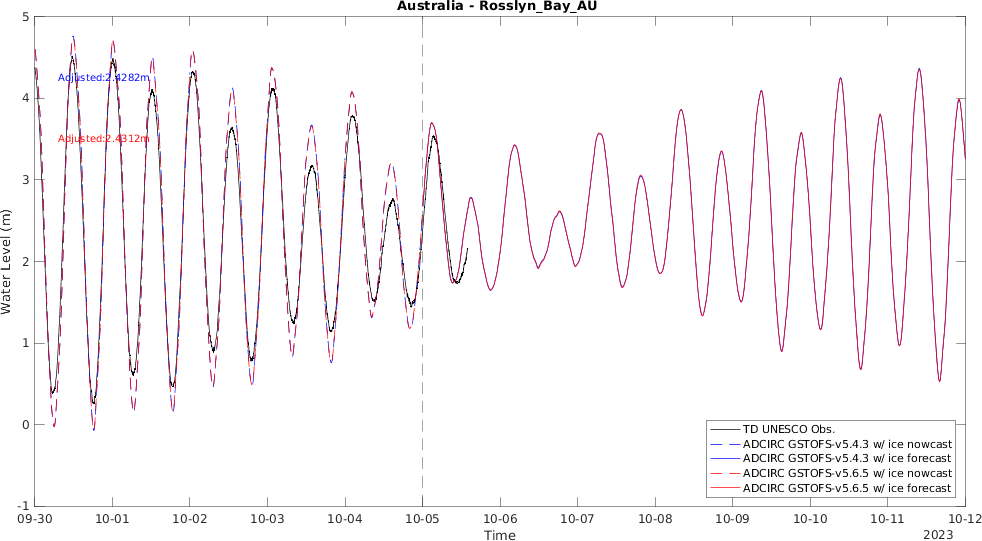 Australia - Rosslyn_Bay_AU
5
4
3
2
1
0
-1
Water Level (m)
Adjusted:2.4282m
Adjusted:2.4312m
TD UNESCO Obs.
ADCIRC GSTOFS-v5.4.3 w/ ice nowcast
ADCIRC GSTOFS-v5.4.3 w/ ice forecast
ADCIRC GSTOFS-v5.6.5 w/ ice nowcast
ADCIRC GSTOFS-v5.6.5 w/ ice forecast
09-30 10-01 10-02 10-03 10-04 10-05 10-06 10-07 10-08 10-09 10-10 10-11 10-12
Time
2023